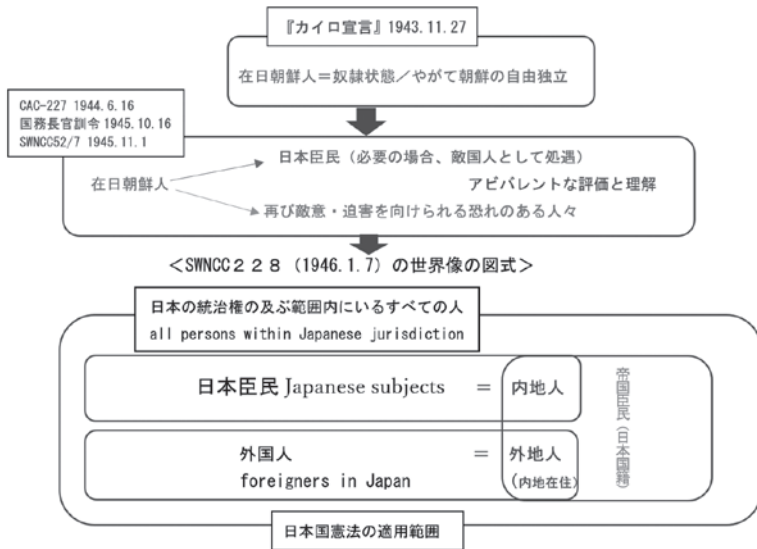 『カイロ宣言』1943.11.27
在日朝鮮人＝奴隷状態／やがて朝鮮の自由独立
CAC-227 1944.6.16
国務長官訓令 1945.10.16
SWNCC52/7 1945.11.1
日本臣民（必要の場合、敵国人として処遇）
在日朝鮮人
アビバレントな評価と理解
再び敵意・迫害を向けられる恐れのある人々
＜SWNCC２２８（1946.1.7）の世界像の図式＞
日本の統治権の及ぶ範囲内にいるすべての人
all persons within Japanese jurisdiction
日本臣民 Japanese subjects ＝ 内地人
帝国臣民（日本国籍）
外国人 ＝ 外地人
foreigners in Japan (内地在住)
日本国憲法の適用範囲